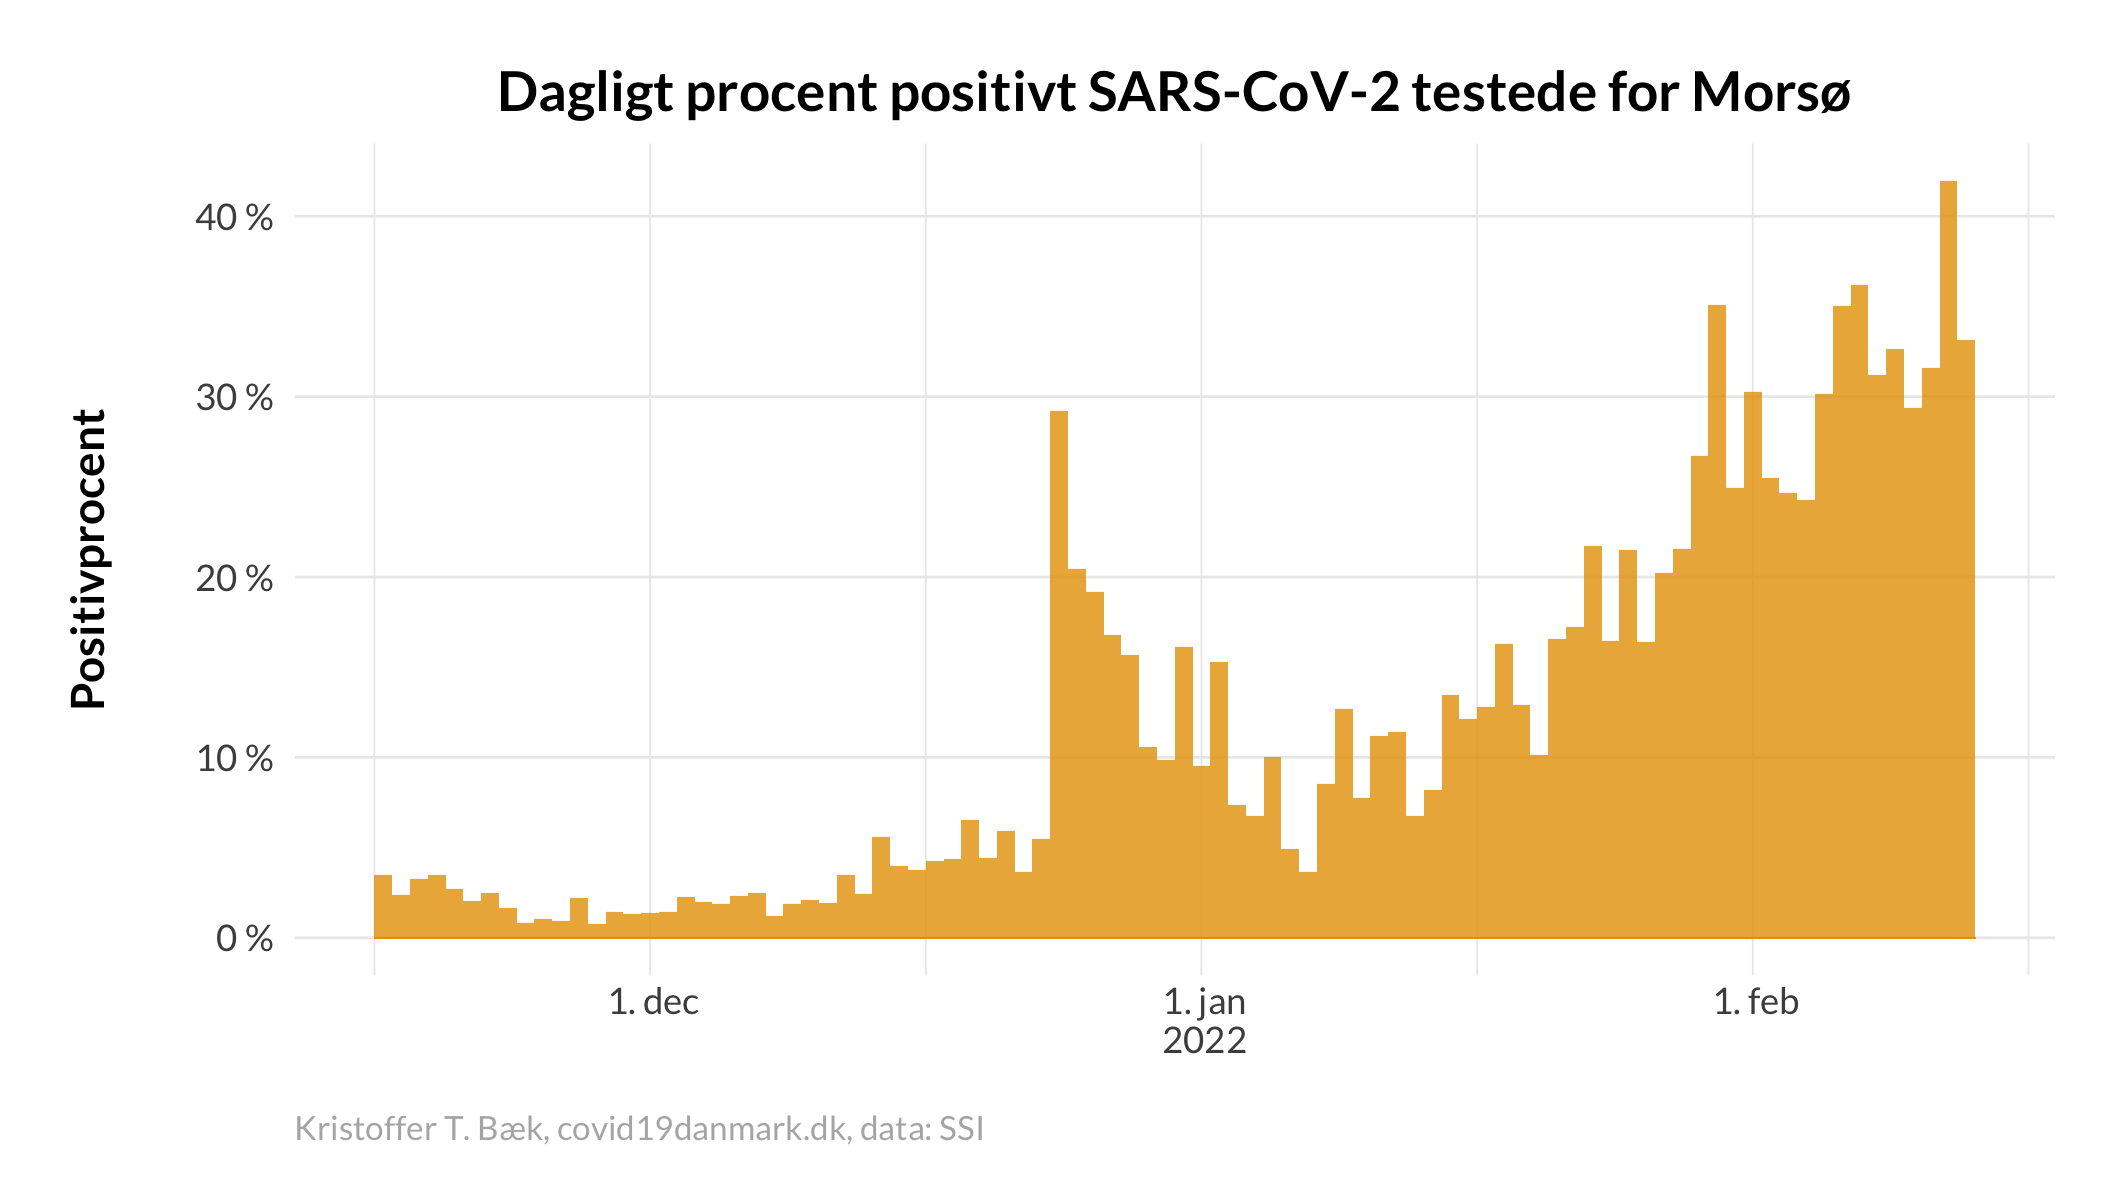 Dagligt procent positivt SARS-CoV-2 testede for Morsø
Positivprocent
40 %
30 %
20 %
10 %
0 %
1. dec
1. jan
2022
1. feb
Kristoffer T. Bæk, covid19danmark.dk, data: SSI